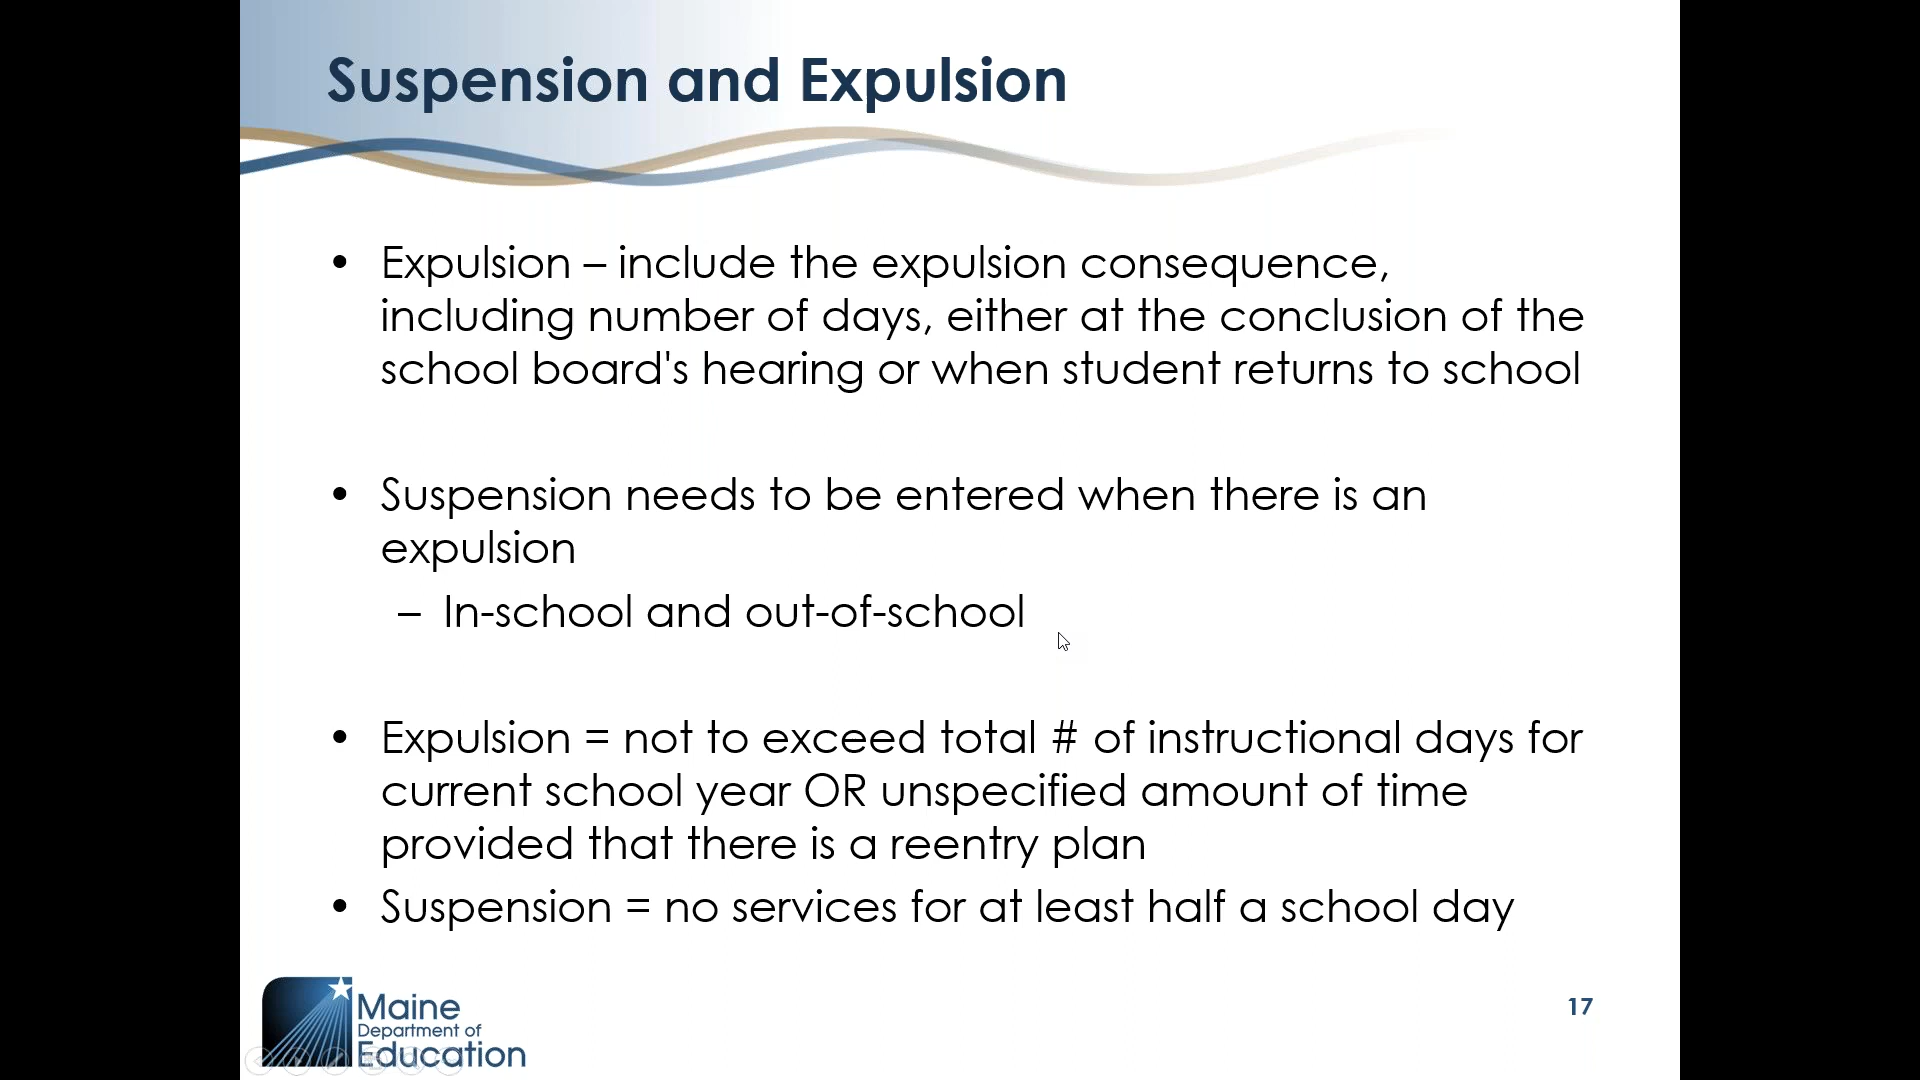 Suspension and Expulsion
• Expulsion – include the expulsion consequence,
including number of days, either at the conclusion of the
school board's hearing or when student returns to school
• Suspension needs to be entered when there is an
expulsion
– In-school and out-of-school
• Expulsion = not to exceed total # of instructional days for
current school year OR unspecified amount of time
provided that there is a reentry plan
• Suspension = no services for at least half a school day
Maine
Department of
Education
17